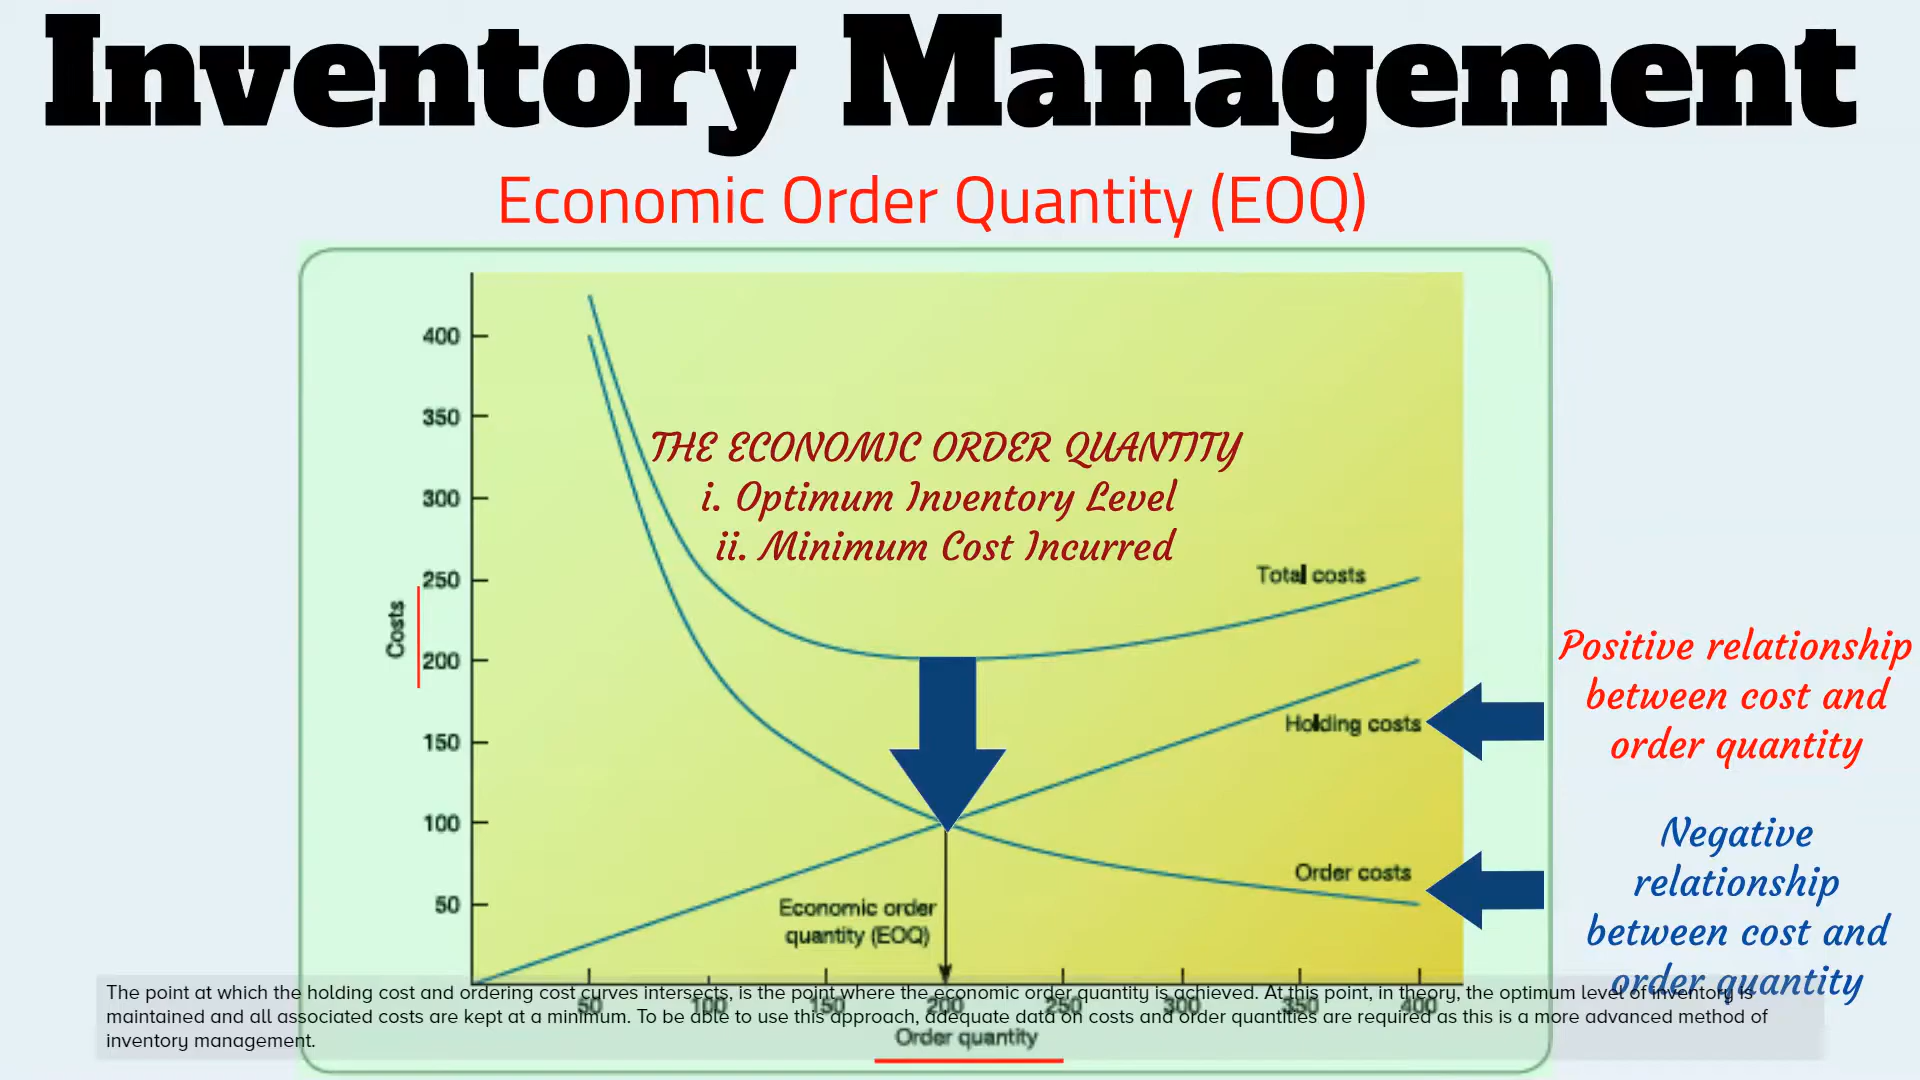 Inventory Management
Economic Order Quantity (EOQ)
400
350
300
250
200
150
100
50
Costs
THE ECONOMIC ORDER QUANTITY
i. Optimum Inventory Level
ii. Minimum Cost Incurred
Total costs
Holding costs
Order costs
Economic order
quantity (EOQ)
Positive relationship
between cost and
order quantity
Negative
relationship
between cost and
order quantity
50 100 150 200 250 300 350 400
Order quantity
The point at which the holding cost and ordering cost curves intersects, is the point where the economic order quantity is achieved. At this point, in theory, the optimum level of inventory is
maintained and all associated costs are kept at a minimum. To be able to use this approach, adequate data on costs and order quantities are required as this is a more advanced method of
inventory management.